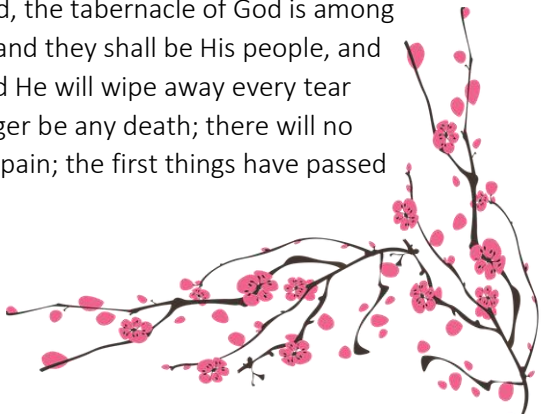 d, the tabernacle of God is among
and they shall be His people, and
d He will wipe away every tear
ger be any death; there will no
pain; the first things have passed